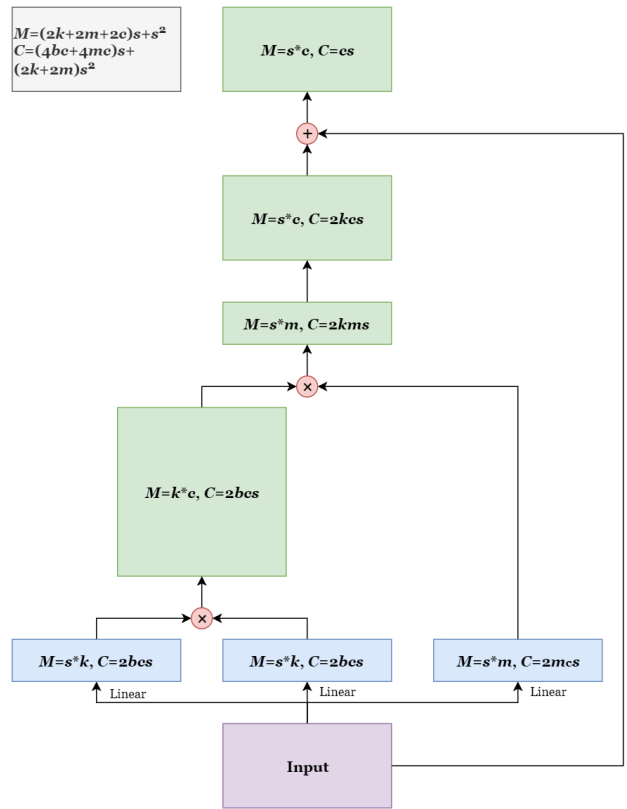 M=(2k+2m+2c)s+s²
C=(4bc+4mc)s+
(2k+2m)s²
M=s*c, C=cs
+
M=s*c, C=2kcs
M=s*m, C=2kms
×
M=k*c, C=2bcs
×
M=s*k, C=2bcs
M=s*k, C=2bcs
M=s*m, C=2mcs
Linear
Linear
Linear
Input